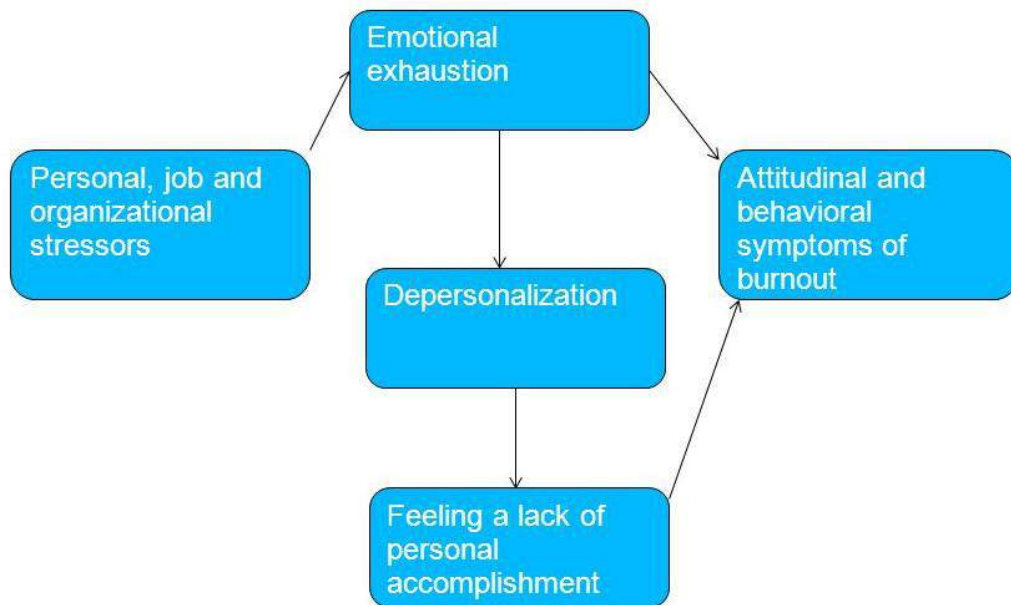 Emotional
exhaustion
Personal, job and
organizational
stressors
Attitudinal and
behavioral
symptoms of
burnout
Depersonalization
Feeling a lack of
personal
accomplishment